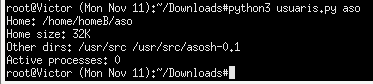 root@Victor (Mon Nov 11):~/Downloads#python3 usuaris.py aso
Home: /home/homeB/aso
Home size: 32K
Other dirs: /usr/src /usr/src/asosh-0.1
Active processes: 0
root@Victor (Mon Nov 11):~/Downloads#